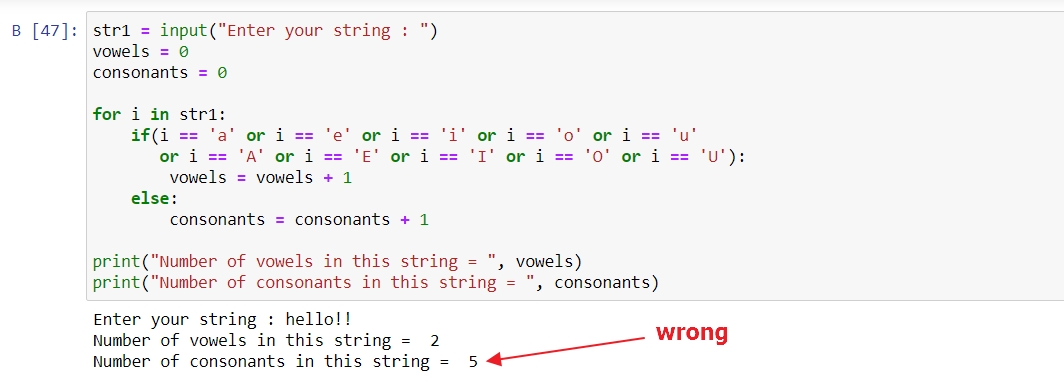 B [47]: str1 = input("Enter your string : ")
vowels = 0
consonants = 0
for i in str1:
if(i == 'a' or i == 'e' or i == 'i' or i == 'o' or i == 'u'
or i == 'A' or i == 'E' or i == 'I' or i == 'O' or i == 'U'):
vowels = vowels + 1
else:
consonants = consonants + 1
print("Number of vowels in this string = ", vowels)
print("Number of consonants in this string = ", consonants)
Enter your string : hello!!
Number of vowels in this string =  2
Number of consonants in this string =  5
wrong